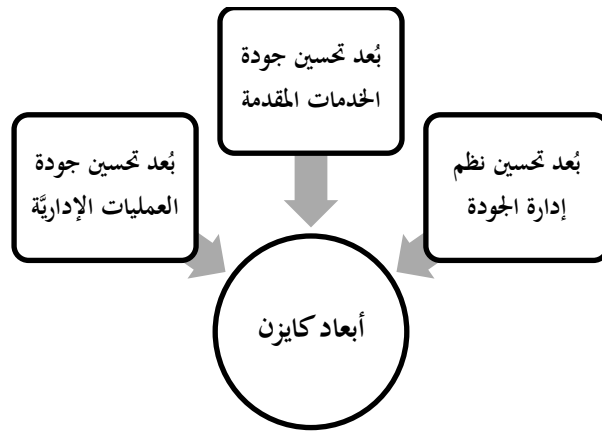 بُعد تحسين جودة
الخدمات المقدمة
بُعد تحسين نظم
إدارة الجودة
بُعد تحسين جودة
العمليات الإداريَّة
أبعاد كايزن